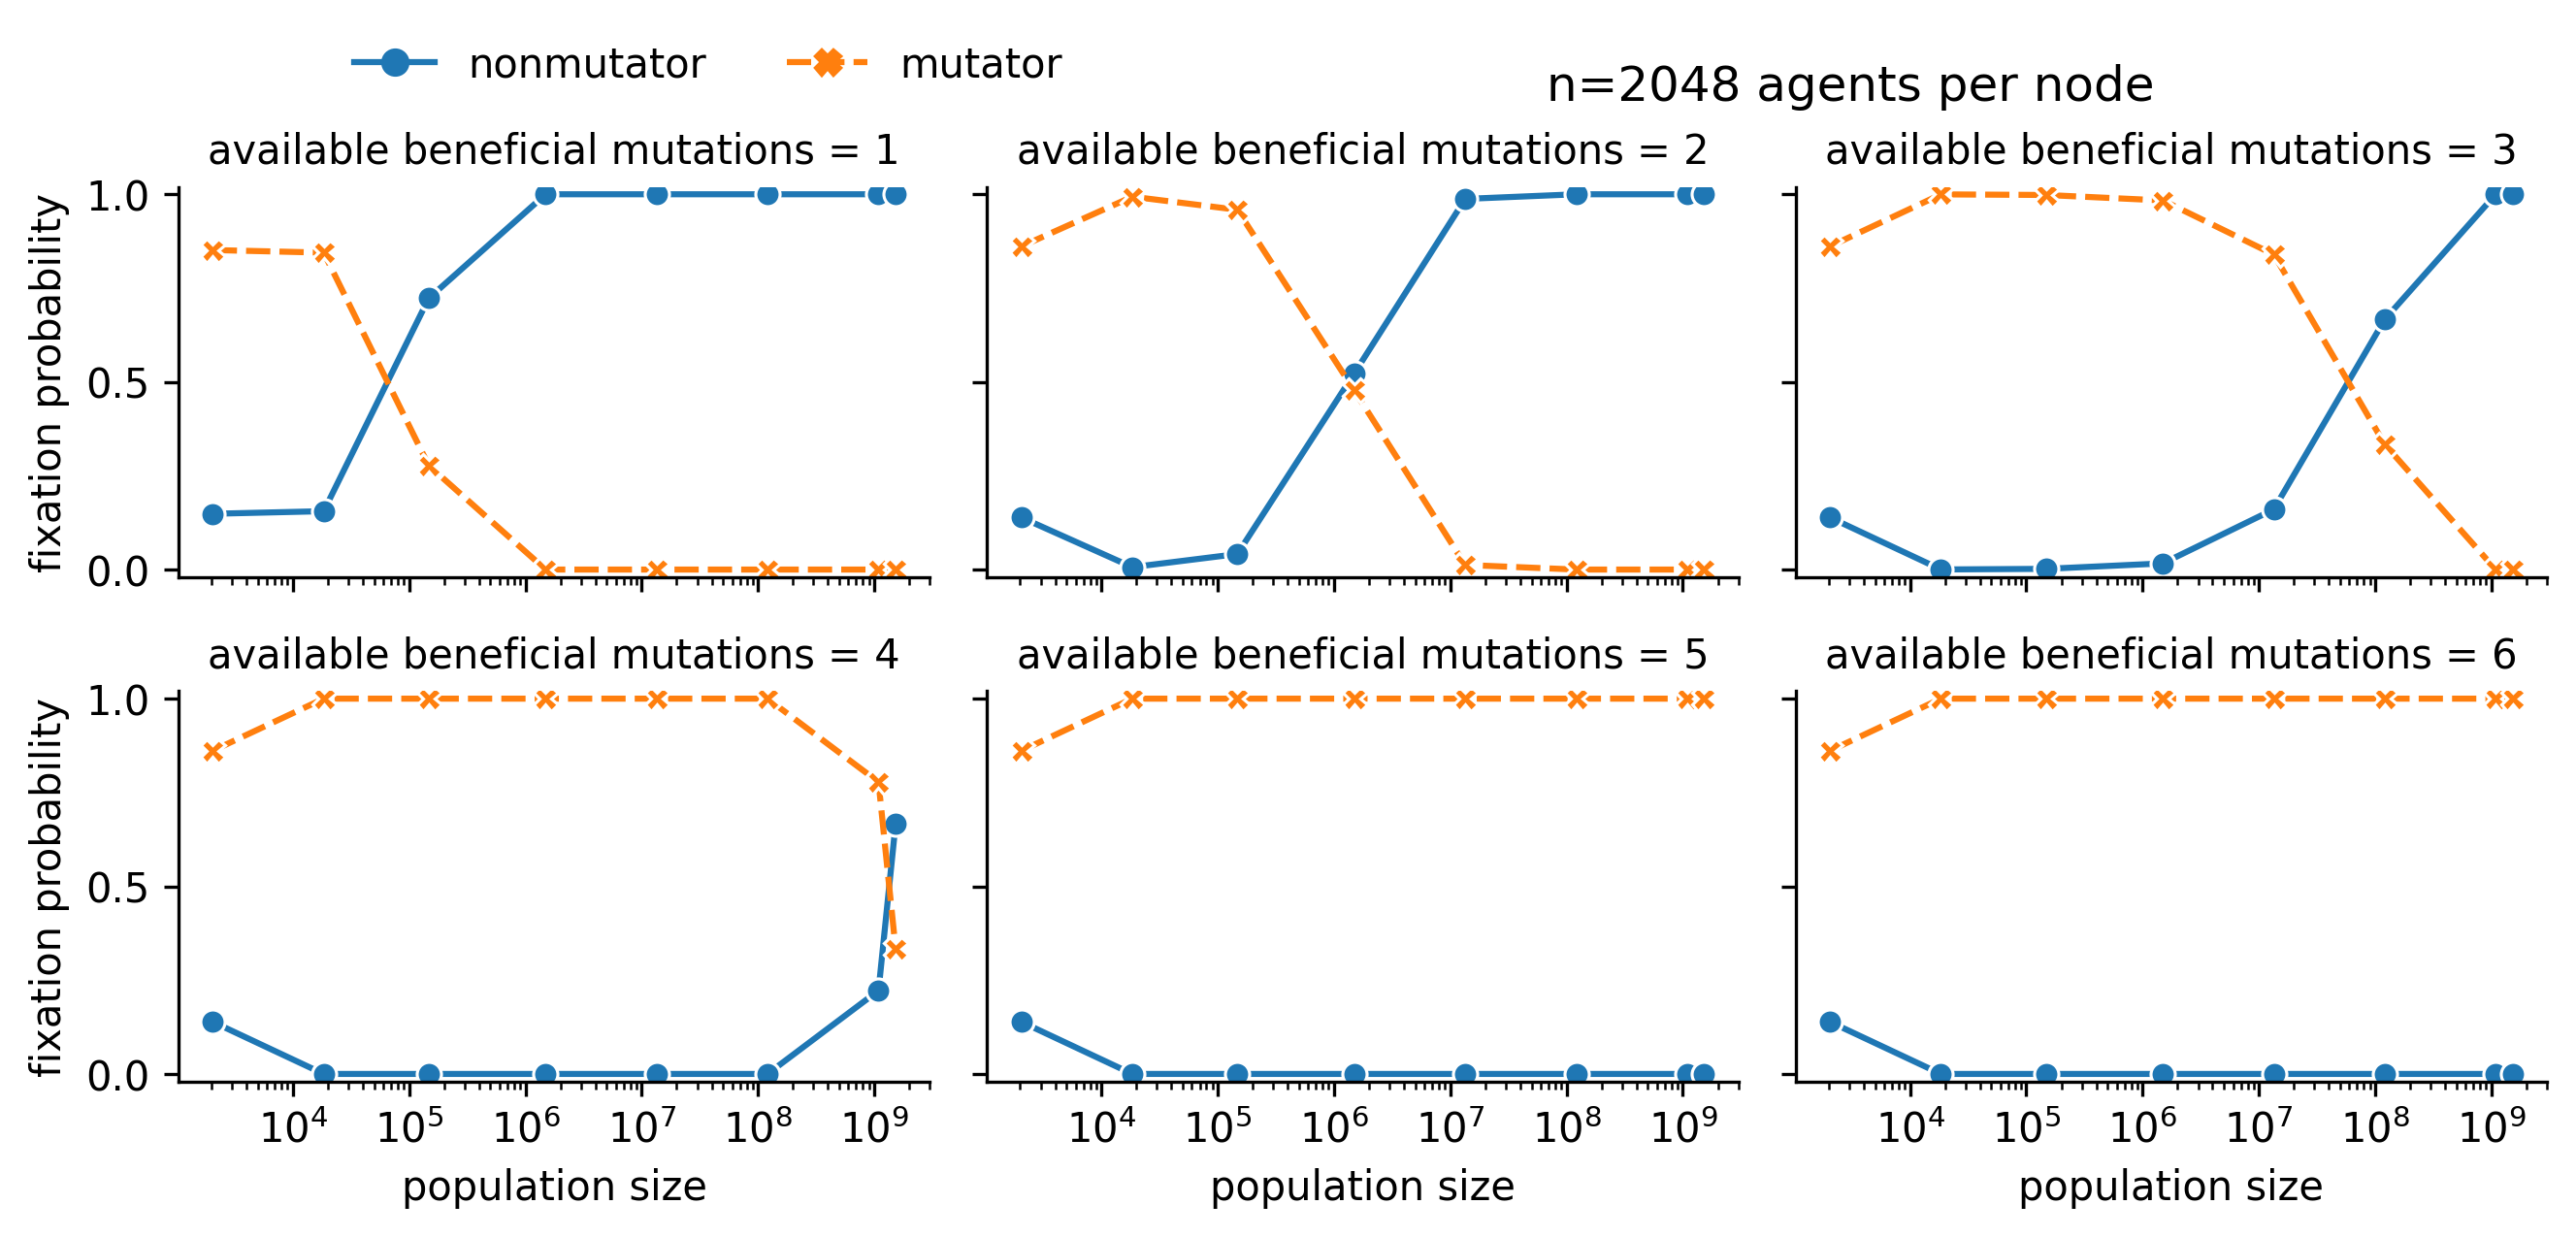 nonmutator mutator
n=2048 agents per node
available beneficial mutations = 1 available beneficial mutations = 2 available beneficial mutations = 3
fixation probability
1.0
0.5
0.0
available beneficial mutations = 4 available beneficial mutations = 5 available beneficial mutations = 6
fixation probability
1.0
0.5
0.0
10⁴ 10⁵ 10⁶ 10⁷ 10⁸ 10⁹ 10⁴ 10⁵ 10⁶ 10⁷ 10⁸ 10⁹ 10⁴ 10⁵ 10⁶ 10⁷ 10⁸ 10⁹
population size population size population size